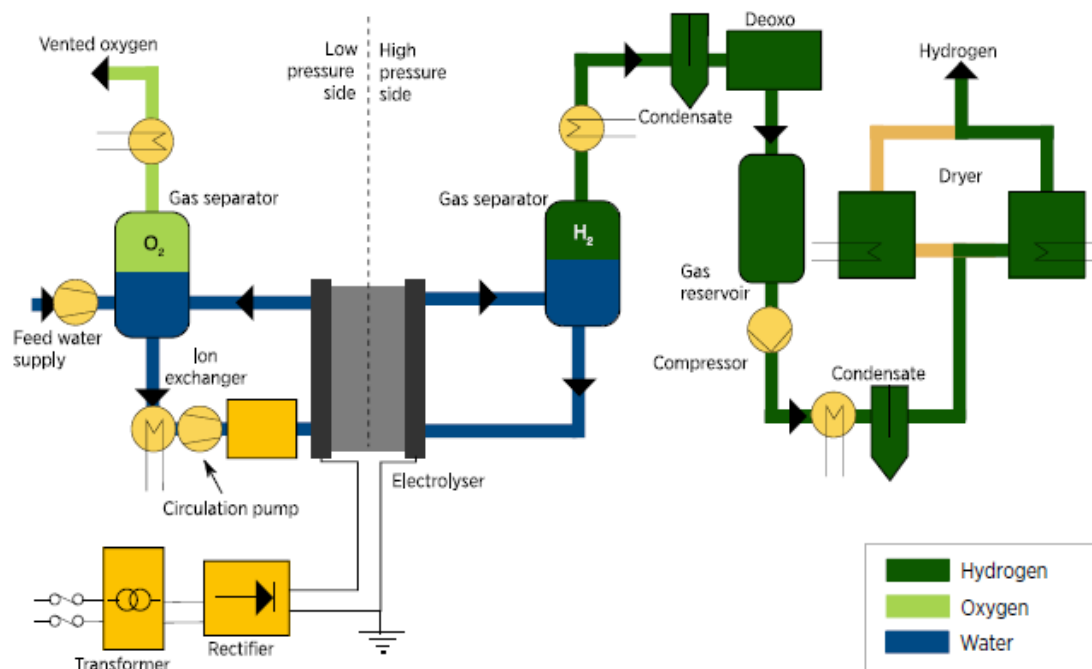 Vented oxygen
Low
pressure
side
High
pressure
side
Deoxo
Hydrogen
Condensate
Dryer
Gas separator
Gas separator
O₂
H₂
Gas
reservoir
Feed water
supply
Ion
exchanger
Compressor
Condensate
Electrolyser
Circulation pump
Transformer
Rectifier
Hydrogen
Oxygen
Water